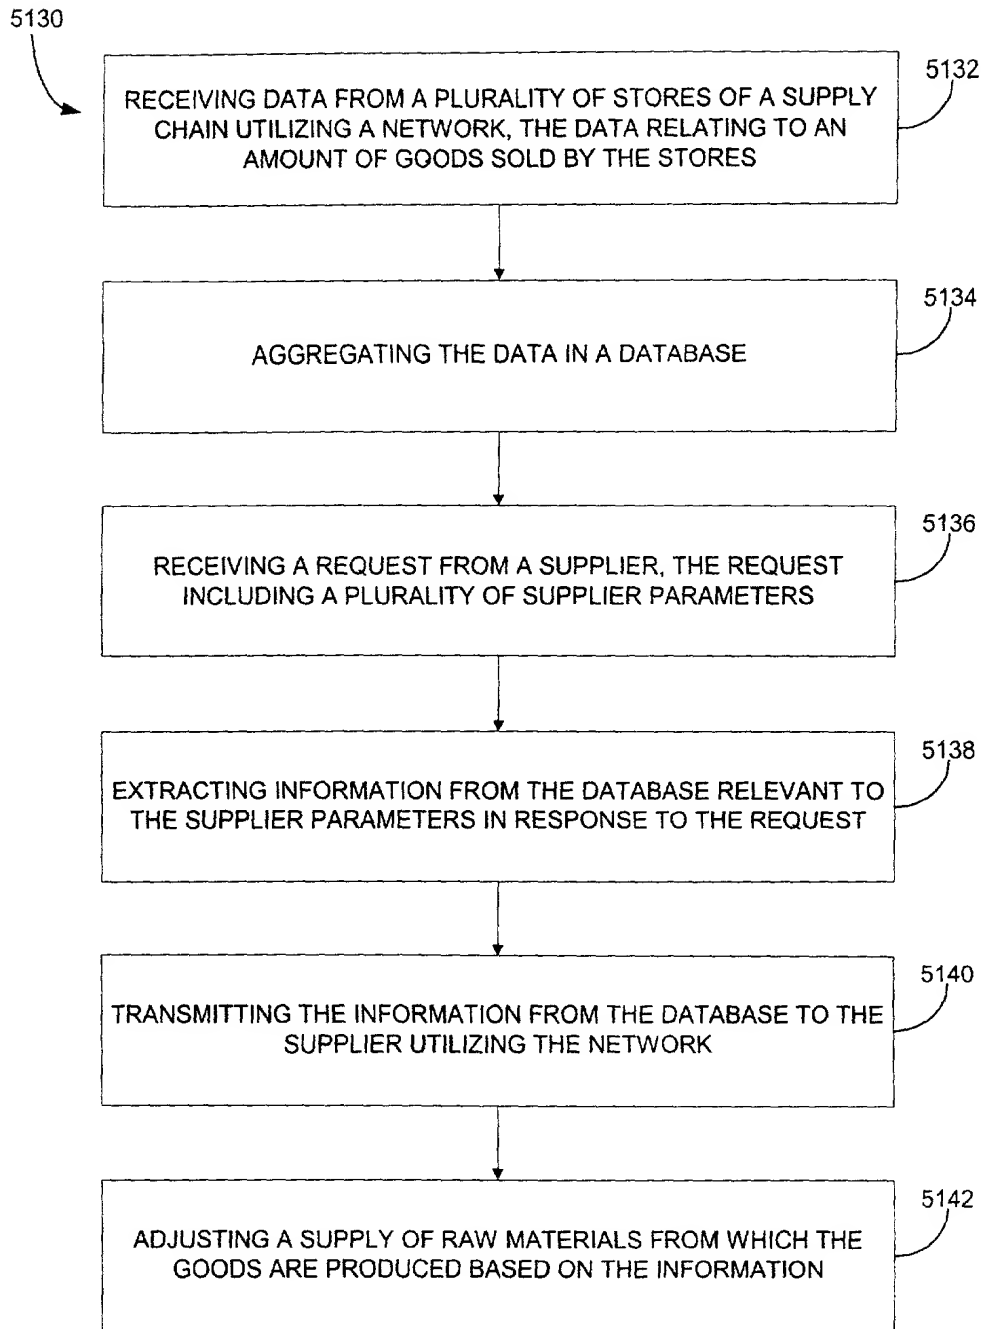 5130
RECEIVING DATA FROM A PLURALITY OF STORES OF A SUPPLY
CHAIN UTILIZING A NETWORK, THE DATA RELATING TO AN
AMOUNT OF GOODS SOLD BY THE STORES
5132
AGGREGATING THE DATA IN A DATABASE
5134
RECEIVING A REQUEST FROM A SUPPLIER, THE REQUEST
INCLUDING A PLURALITY OF SUPPLIER PARAMETERS
5136
EXTRACTING INFORMATION FROM THE DATABASE RELEVANT TO
THE SUPPLIER PARAMETERS IN RESPONSE TO THE REQUEST
5138
TRANSMITTING THE INFORMATION FROM THE DATABASE TO THE
SUPPLIER UTILIZING THE NETWORK
5140
ADJUSTING A SUPPLY OF RAW MATERIALS FROM WHICH THE
GOODS ARE PRODUCED BASED ON THE INFORMATION
5142